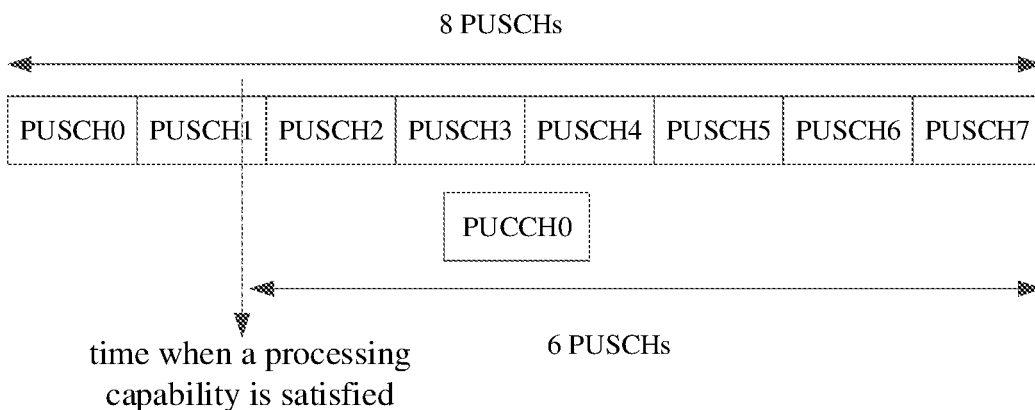 8 PUSCHs
PUSCH0 PUSCH1 PUSCH2 PUSCH3 PUSCH4 PUSCH5 PUSCH6 PUSCH7
PUCCH0
6 PUSCHs
time when a processing
capability is satisfied